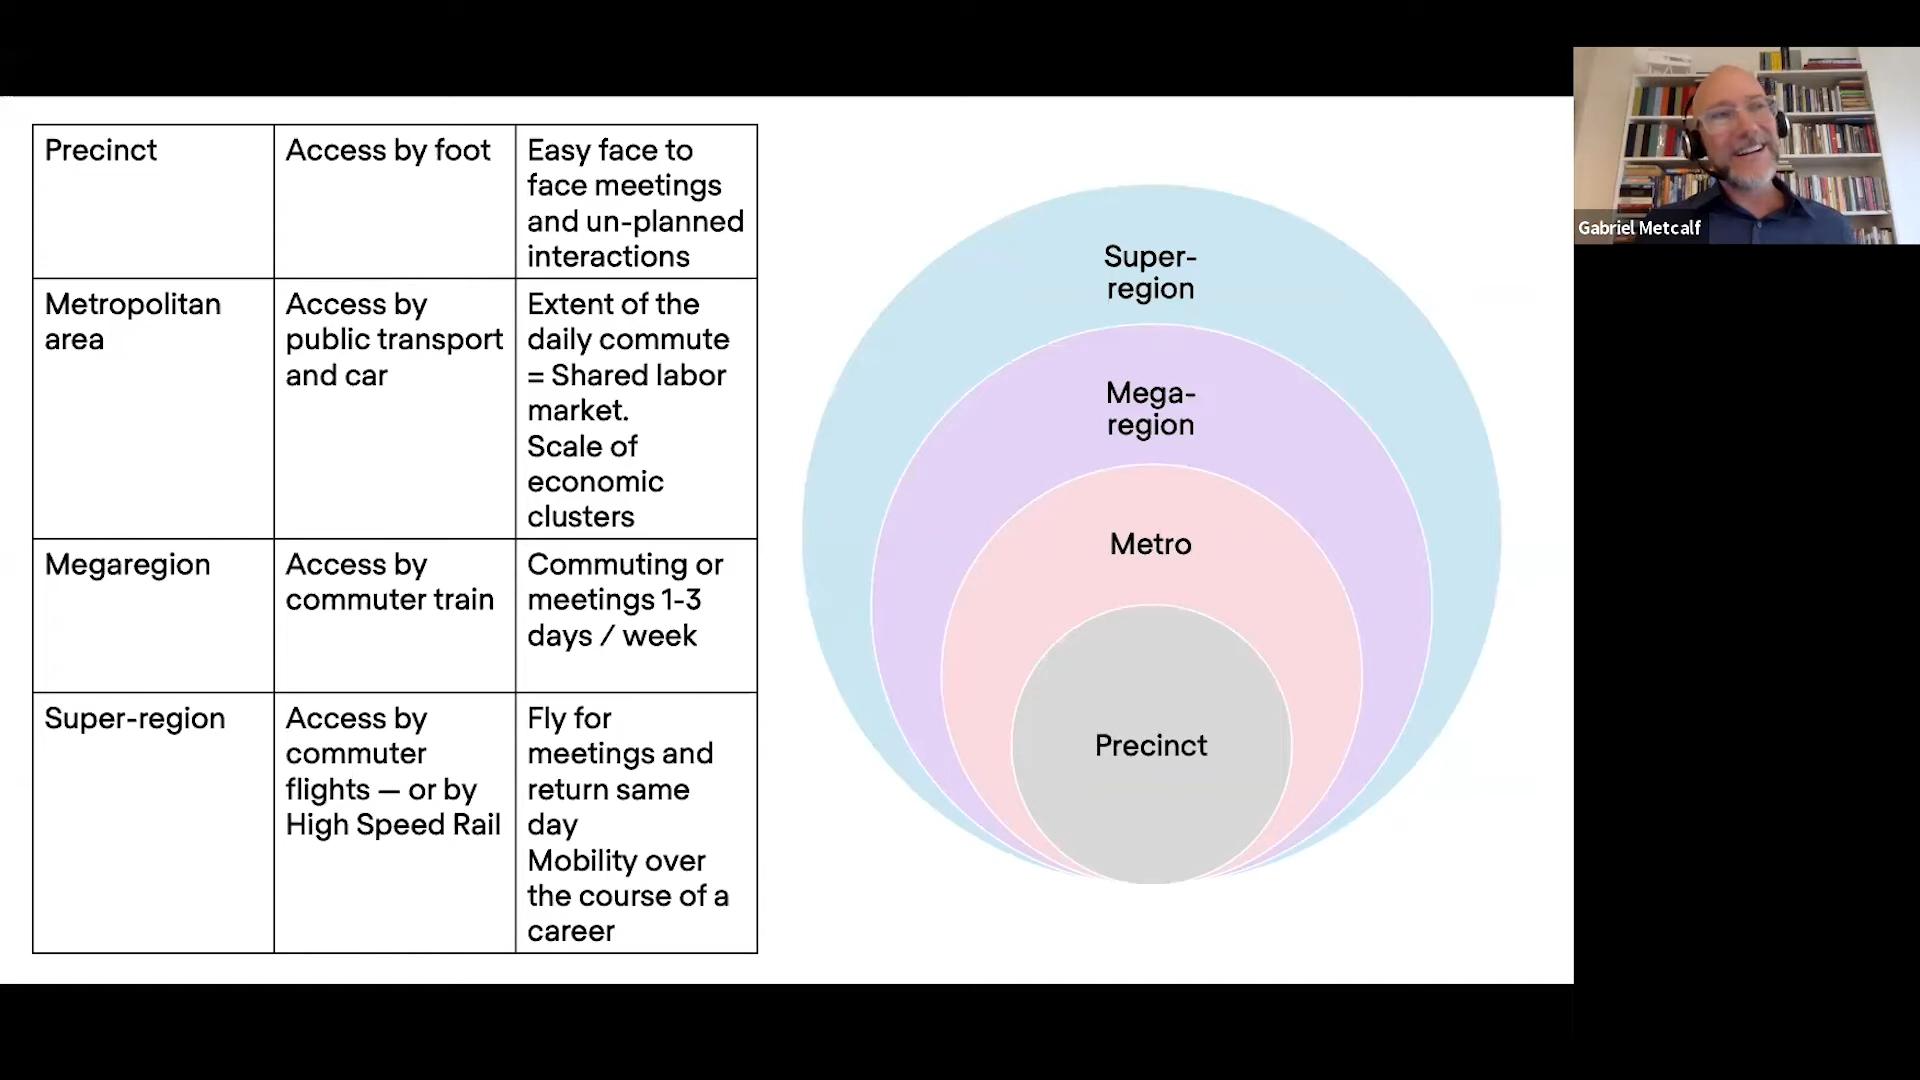 Precinct
Access by foot
Easy face to
face meetings
and un-planned
interactions
Metropolitan
area
Access by
public transport
and car
Extent of the
daily commute
= Shared labor
market.
Scale of
economic
clusters
Megaregion
Access by
commuter train
Commuting or
meetings 1-3
days / week
Super-region
Access by
commuter
flights — or by
High Speed Rail
Fly for
meetings and
return same
day
Mobility over
the course of a
career
Super-
region
Mega-
region
Metro
Precinct
Gabriel Metcalf